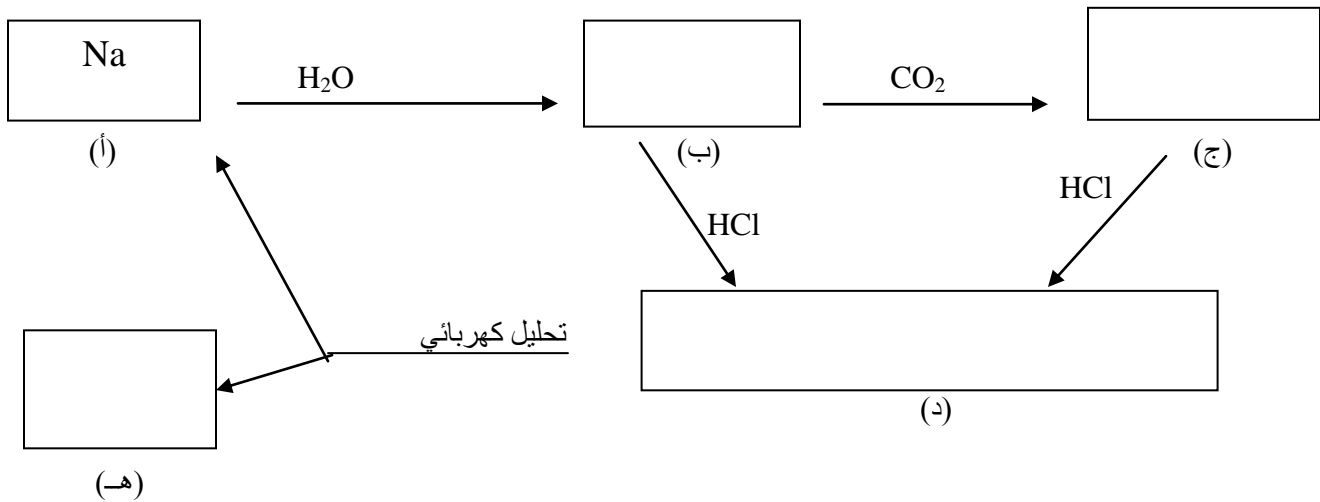 Na
H₂O
CO₂
(أ)
(ب)
(ج)
HCl
HCl
تحليل كهربائي
(د)
(هـ)